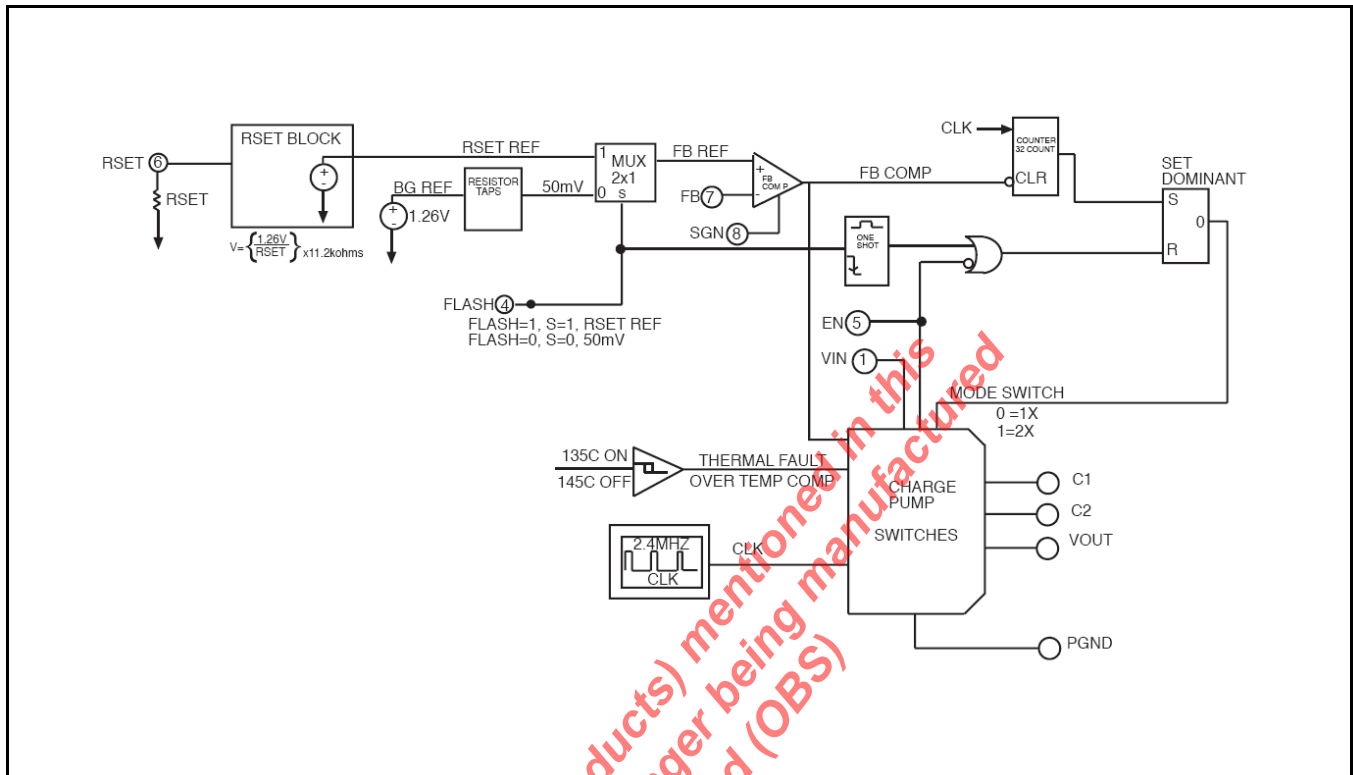 RSET BLOCK
RSET 6
RSET
V={1.26V/RSET} x11.2kohms
RSET REF
BG REF
1.26V
RESISTOR
TAPS
50mV
1
MUX
2x1
0 s
FB REF
FB 7
+
FB
COM P
-
SGN 8
FB COMP
CLK
COUNTER
32 COUNT
CLR
SET
DOMINANT
S
0
R
ONE
SHOT
FLASH 4
FLASH=1, S=1, RSET REF
FLASH=0, S=0, 50mV
EN 5
VIN 1
MODE SWITCH
0 =1X
1=2X
135C ON
145C OFF
THERMAL FAULT
OVER TEMP COMP
CHARGE
PUMP
SWITCHES
C1
C2
VOUT
2.4MHZ
CLK
CLK
PGND
ducts) mentioned in this
ger being manufactured
d (OBS)